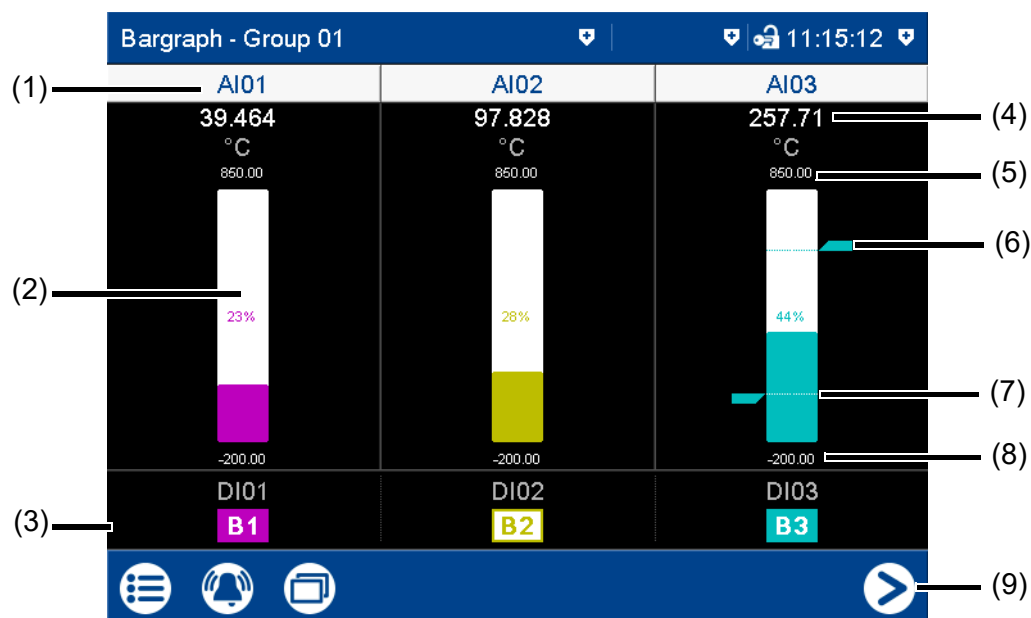 Bargraph - Group 01 11:15:12
(1) AI01 AI02 AI03
39.464 97.828 257.71 (4)
°C °C °C
850.00 850.00 850.00 (5)
(6)
(2)
23% 28% 44%
(7)
-200.00 -200.00 -200.00 (8)
DI01 DI02 DI03
(3) B1 B2 B3
(9)